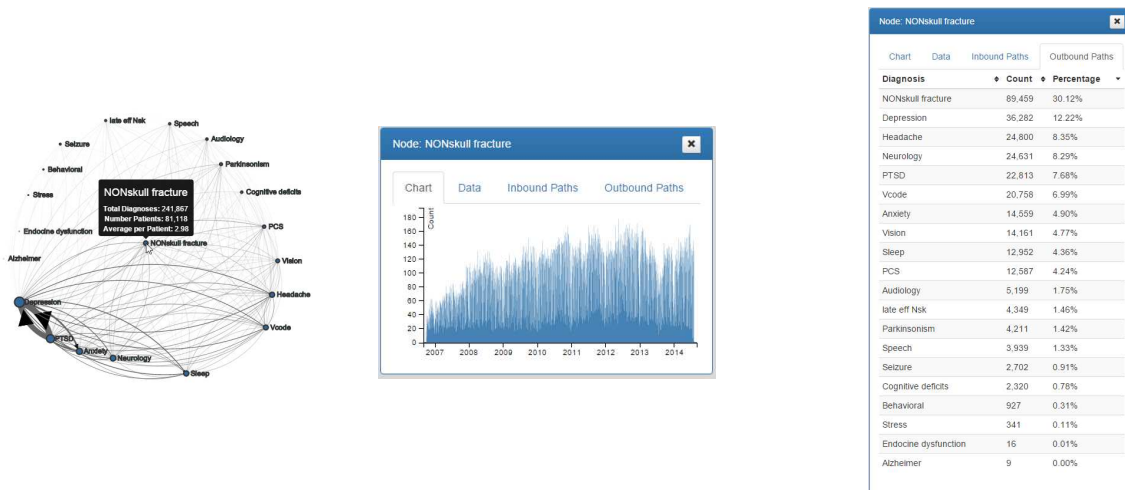 late eff Nsk
Speech
Seizure
Audiology
Behavioral
Parkinsonism
Stress
Cognitive deficits
NONskull fracture
Total Diagnoses: 241,867
Number Patients: 81,118
Average per Patient: 2.98
Endocine dysfunction
PCS
NONskull fracture
Alzheimer
Vision
Depression
Headache
PTSD
Vcode
Anxiety
Neurology
Sleep
Node: NONskull fracture
Chart Data Inbound Paths Outbound Paths
Count
180
160
140
120
100
80
60
40
20
0
2007 2008 2009 2010 2011 2012 2013 2014
Node: NONskull fracture
Chart Data Inbound Paths Outbound Paths
Diagnosis Count Percentage
NONskull fracture 89,459 30.12%
Depression 36,282 12.22%
Headache 24,800 8.35%
Neurology 24,631 8.29%
PTSD 22,813 7.68%
Vcode 20,758 6.99%
Anxiety 14,559 4.90%
Vision 14,161 4.77%
Sleep 12,952 4.36%
PCS 12,587 4.24%
Audiology 5,199 1.75%
late eff Nsk 4,349 1.46%
Parkinsonism 4,211 1.42%
Speech 3,939 1.33%
Seizure 2,702 0.91%
Cognitive deficits 2,320 0.78%
Behavioral 927 0.31%
Stress 341 0.11%
Endocine dysfunction 16 0.01%
Alzheimer 9 0.00%